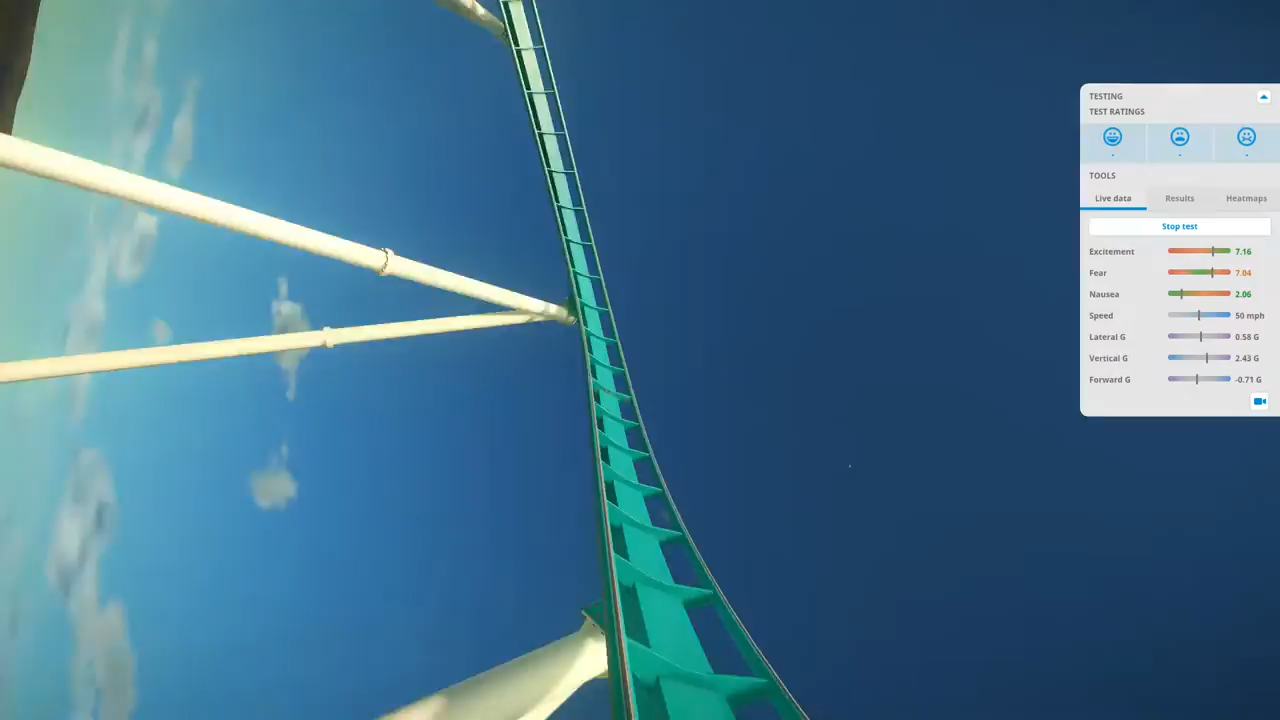 TESTING
TEST RATINGS
- - -
TOOLS
Live data Results Heatmaps
Stop test
Excitement 7.16
Fear 7.04
Nausea 2.06
Speed 50 mph
Lateral G 0.58 G
Vertical G 2.43 G
Forward G -0.71 G